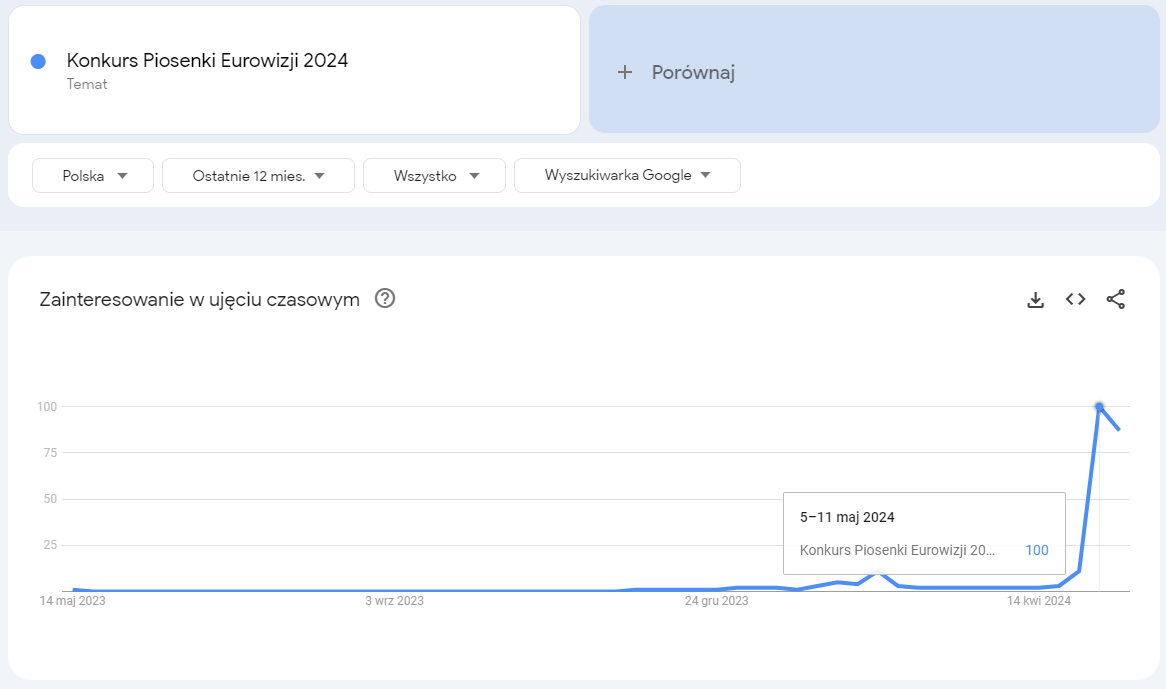 Konkurs Piosenki Eurowizji 2024
Temat
+ Porównaj
Polska
Ostatnie 12 mies.
Wszystko
Wyszukiwarka Google
Zainteresowanie w ujęciu czasowym
100
75
50
25
5–11 maj 2024
Konkurs Piosenki Eurowizji 20... 100
14 maj 2023 3 wrz 2023 24 gru 2023 14 kwi 2024